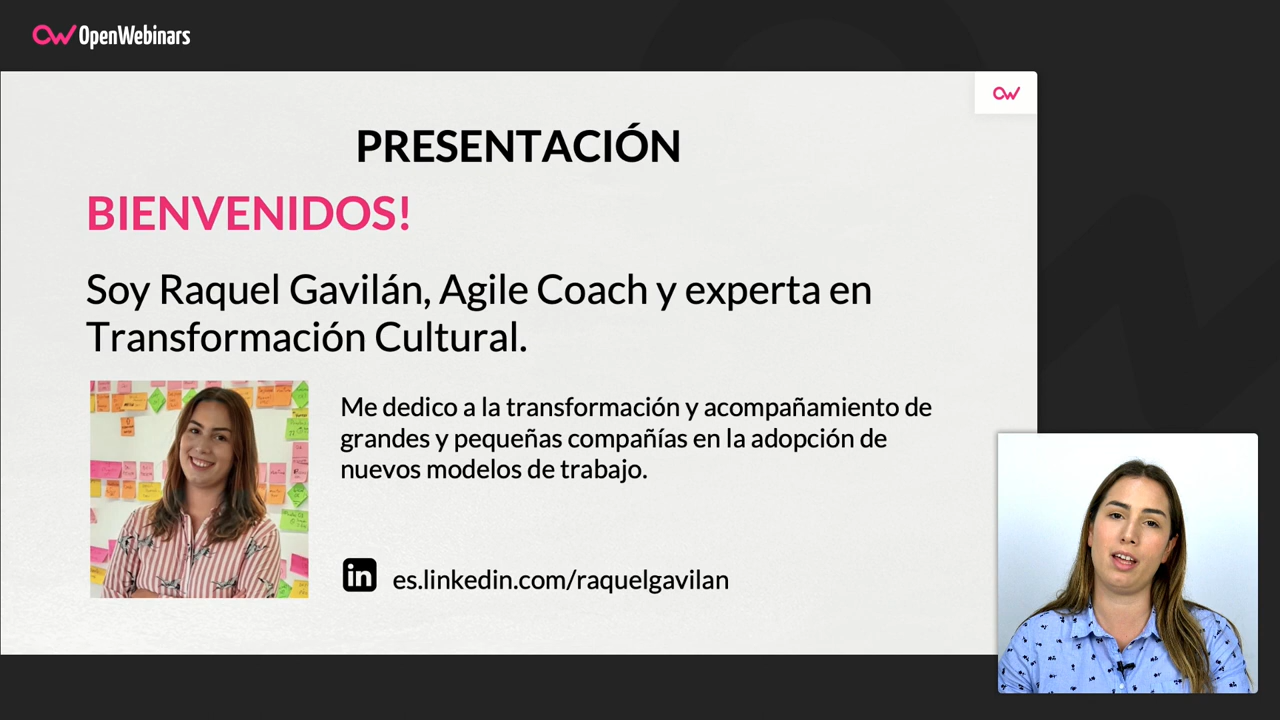 OpenWebinars
PRESENTACIÓN
BIENVENIDOS!
Soy Raquel Gavilán, Agile Coach y experta en
Transformación Cultural.
Me dedico a la transformación y acompañamiento de
grandes y pequeñas compañías en la adopción de
nuevos modelos de trabajo.
in es.linkedin.com/raquelgavilan